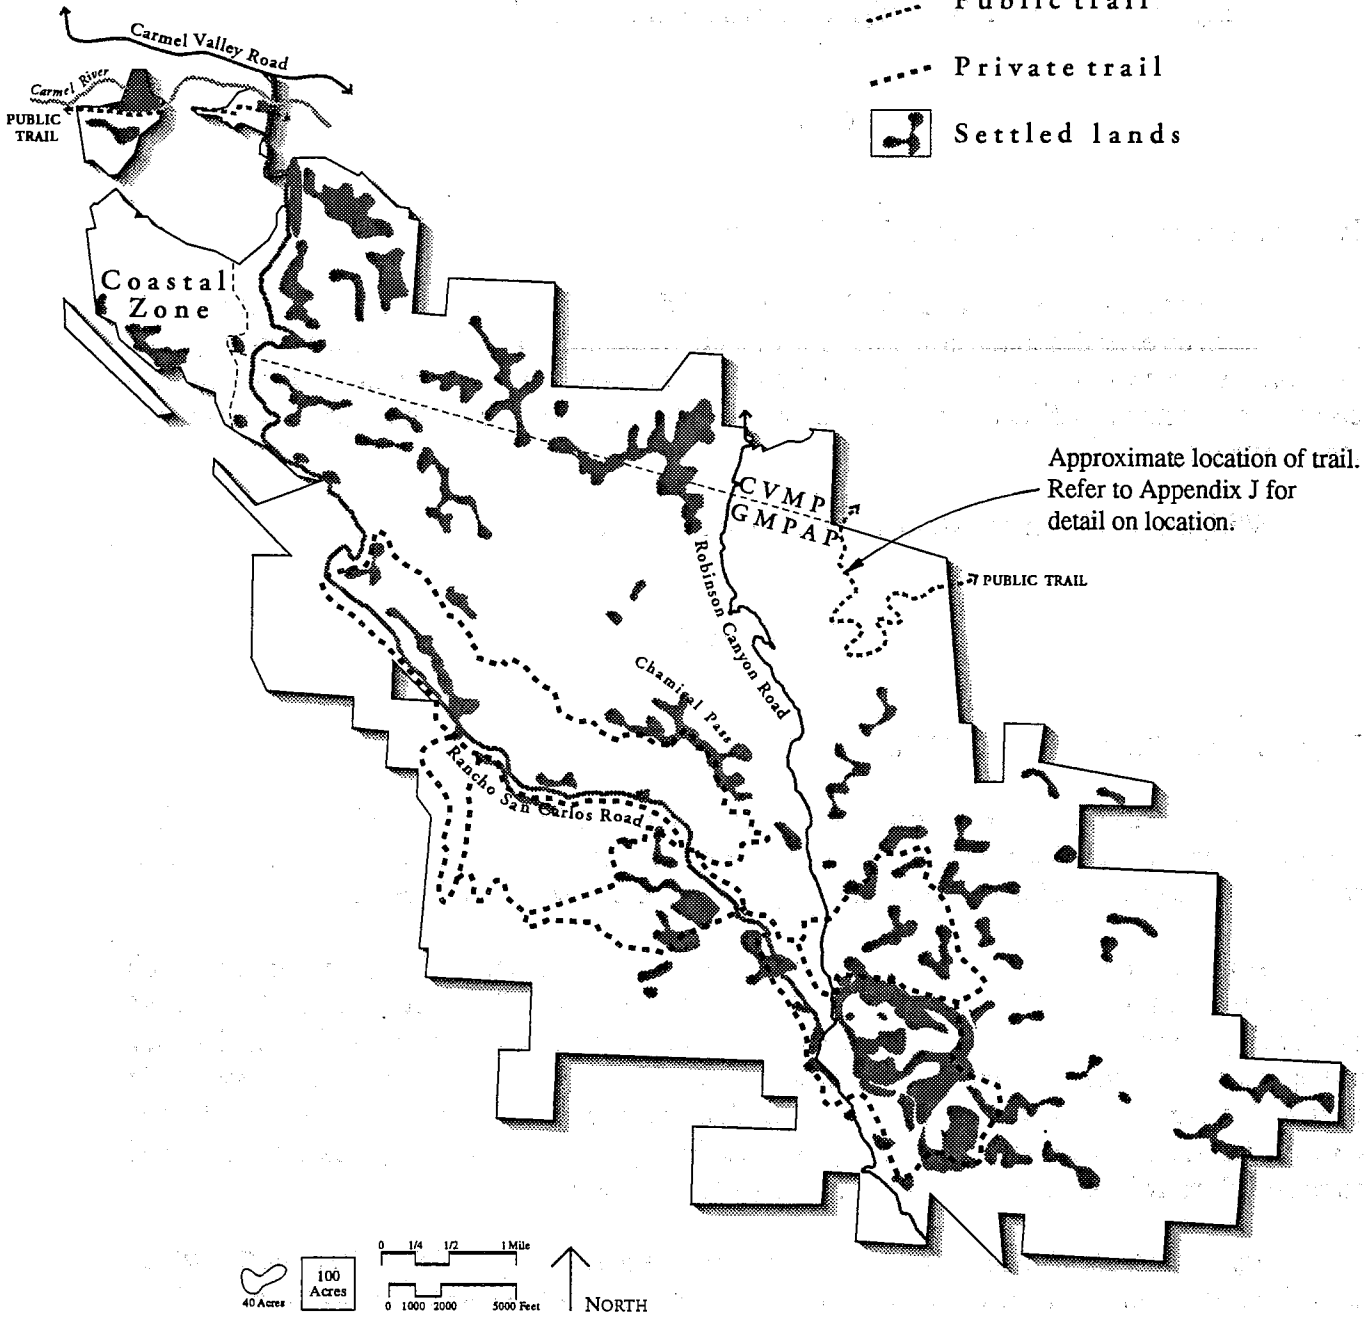 Public trail
Private trail
Settled lands
Carmel Valley Road
Carmel River
PUBLIC
TRAIL
Coastal
Zone
Approximate location of trail.
Refer to Appendix J for
detail on location.
CVMP
GMPAP
PUBLIC TRAIL
Robinson Canyon Road
Chamisal Pass
Rancho San Carlos Road
0 1/4 1/2 1 Mile
40 Acres
100
Acres
0 1000 2000 5000 Feet
NORTH